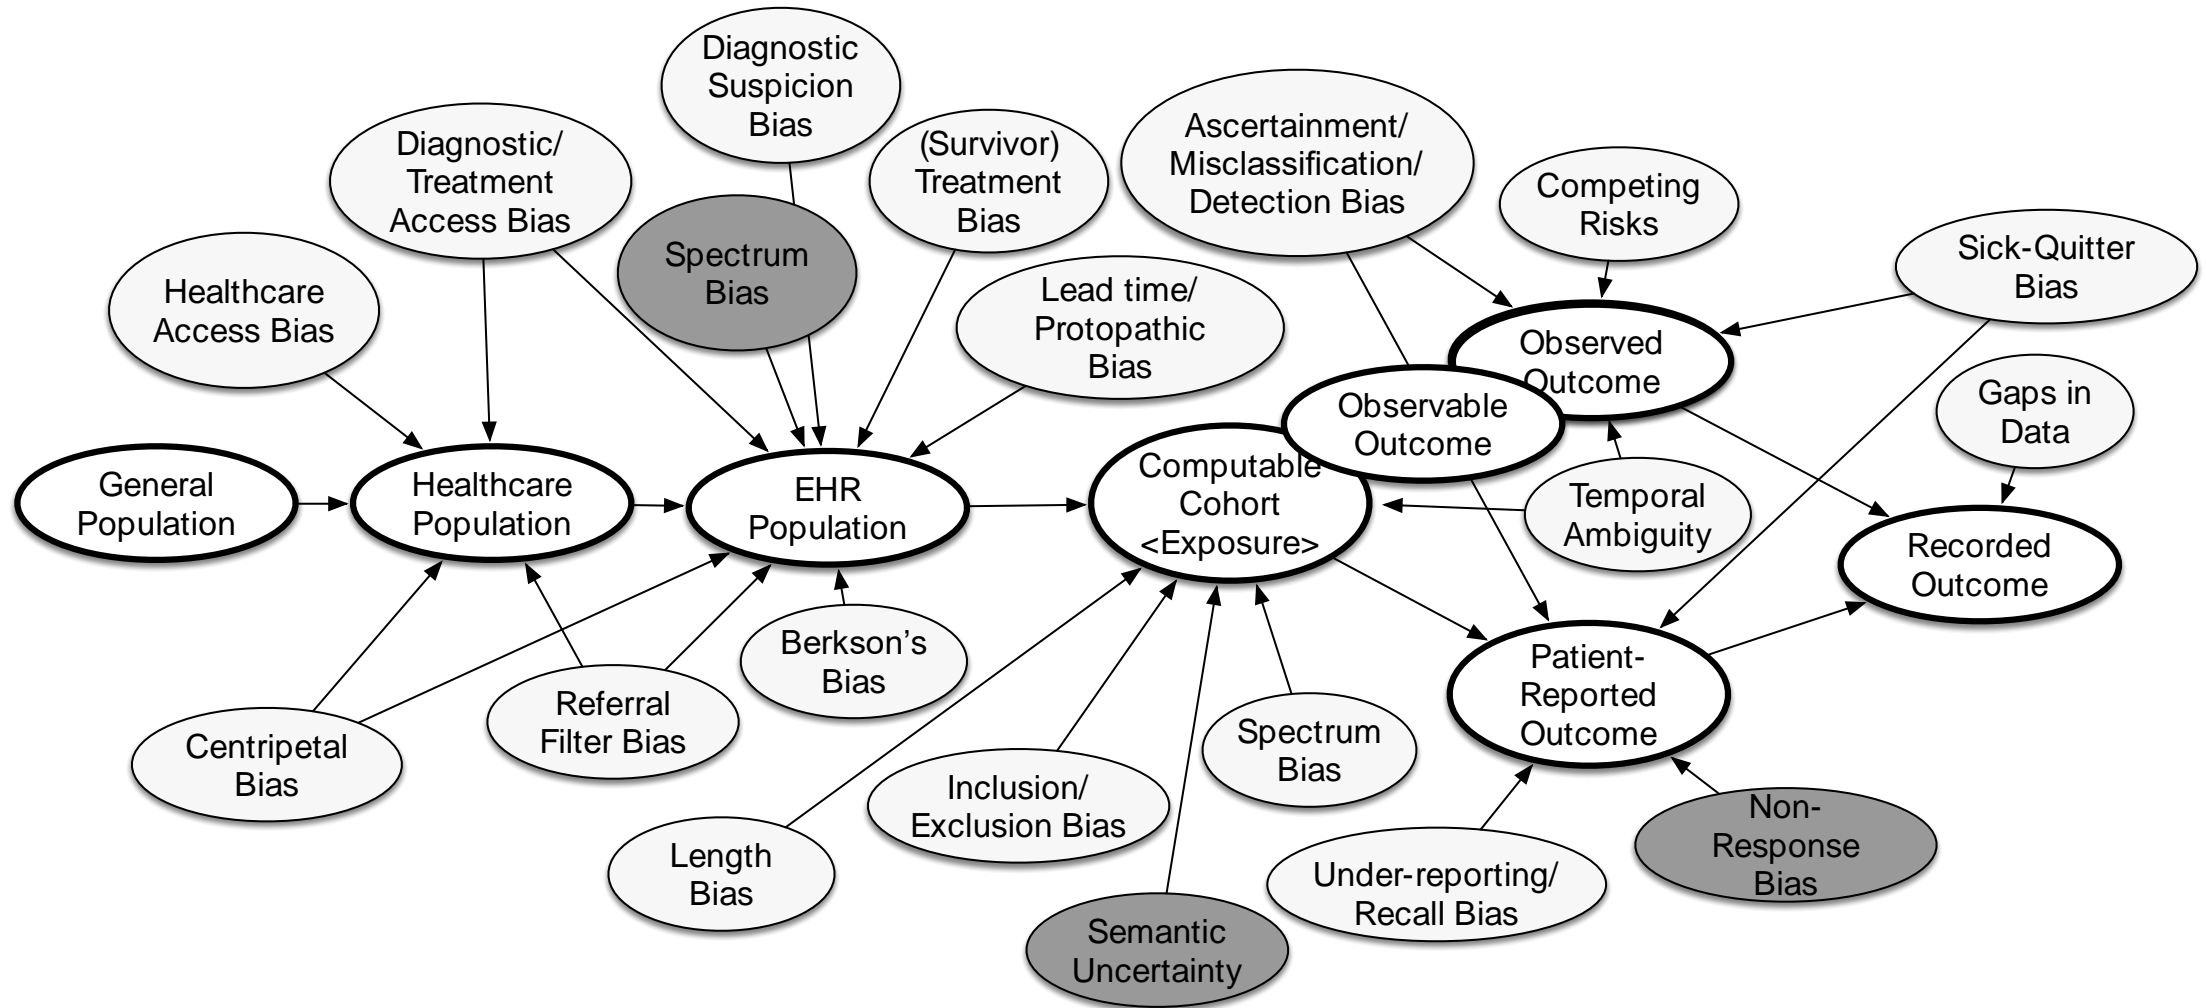 Diagnostic
Suspicion
Bias
Diagnostic/
Treatment
Access Bias
(Survivor)
Treatment
Bias
Ascertainment/
Misclassification/
Detection Bias
Competing
Risks
Sick-Quitter
Bias
Healthcare
Access Bias
Spectrum
Bias
Lead time/
Protopathic
Bias
Observed
Outcome
Gaps in
Data
Observable
Outcome
General
Population
Healthcare
Population
EHR
Population
Computable
Cohort
<Exposure>
Temporal
Ambiguity
Recorded
Outcome
Berkson’s
Bias
Patient-
Reported
Outcome
Referral
Filter Bias
Centripetal
Bias
Spectrum
Bias
Inclusion/
Exclusion Bias
Length
Bias
Non-
Response
Bias
Under-reporting/
Recall Bias
Semantic
Uncertainty